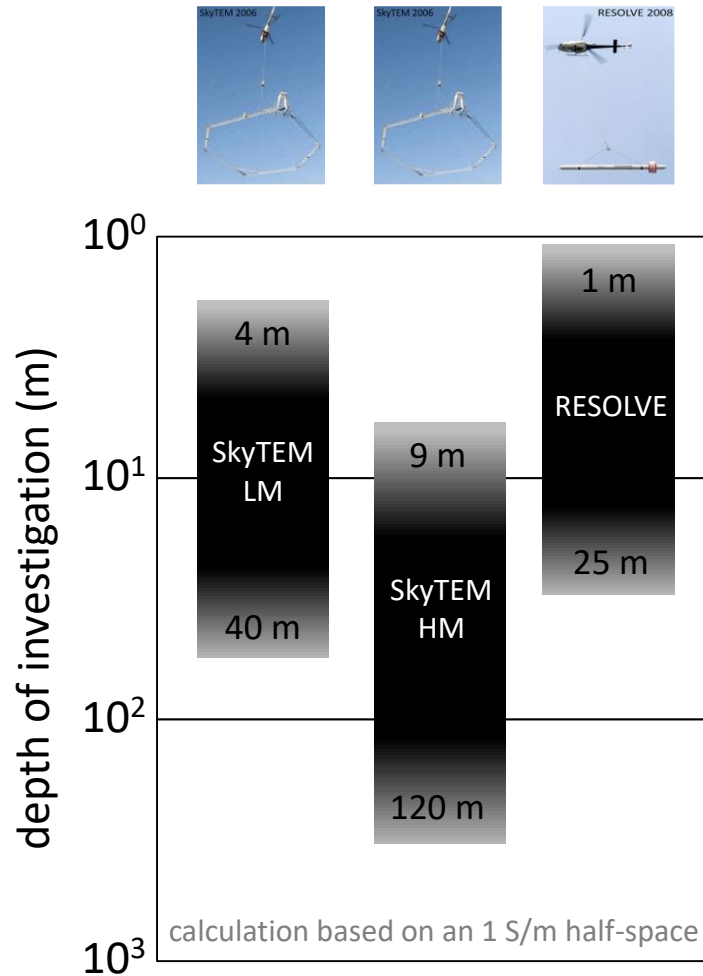 SkyTEM 2006
SkyTEM 2006
RESOLVE 2008
depth of investigation (m)
10⁰
10¹
10²
10³
4 m
SkyTEM
LM
40 m
9 m
SkyTEM
HM
120 m
1 m
RESOLVE
25 m
calculation based on an 1 S/m half-space